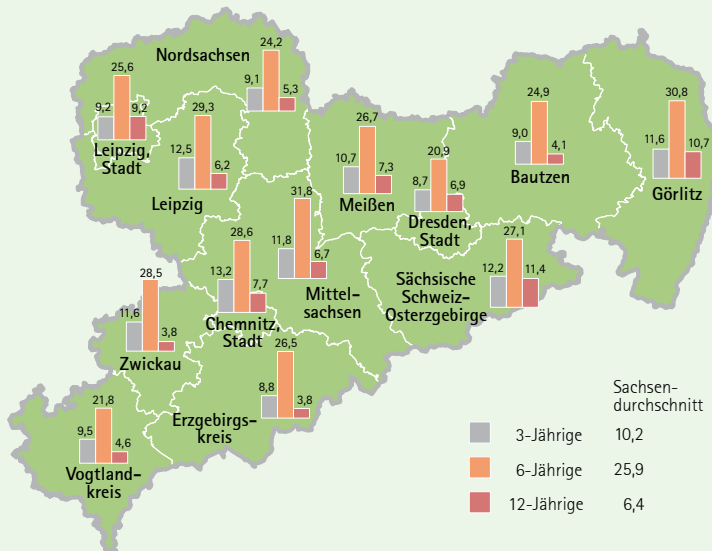 Nordsachsen
9,1
24,2
5,3
9,2
25,6
9,2
Leipzig,
Stadt
12,5
29,3
6,2
Leipzig
10,7
26,7
7,3
Meißen
8,7
20,9
6,9
Dresden,
Stadt
9,0
24,9
4,1
Bautzen
11,6
30,8
10,7
Görlitz
11,8
31,8
6,7
Mittel-
sachsen
13,2
28,6
7,7
Chemnitz,
Stadt
12,2
27,1
11,4
Sächsische
Schweiz-
Osterzgebirge
11,6
28,5
3,8
Zwickau
8,8
26,5
3,8
Erzgebirgs-
kreis
9,5
21,8
4,6
Vogtland-
kreis
Sachsen-
durchschnitt
3-Jährige 10,2
6-Jährige 25,9
12-Jährige 6,4